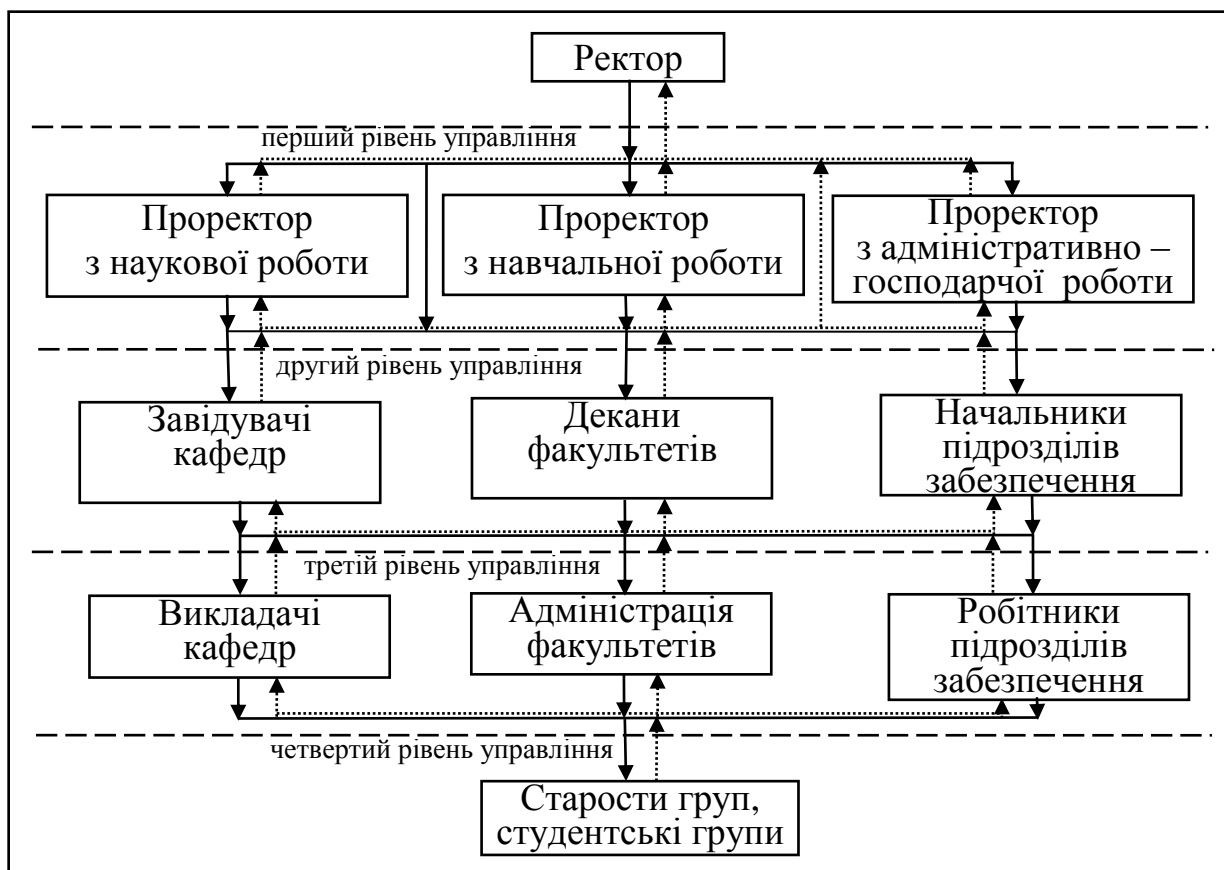 Ректор
перший рівень управління
Проректор
з наукової роботи
Проректор
з навчальної роботи
Проректор
з адміністративно –
господарчої роботи
другий рівень управління
Завідувачі
кафедр
Декани
факультетів
Начальники
підрозділів
забезпечення
третій рівень управління
Викладачі
кафедр
Адміністрація
факультетів
Робітники
підрозділів
забезпечення
четвертий рівень управління
Старости груп,
студентські групи